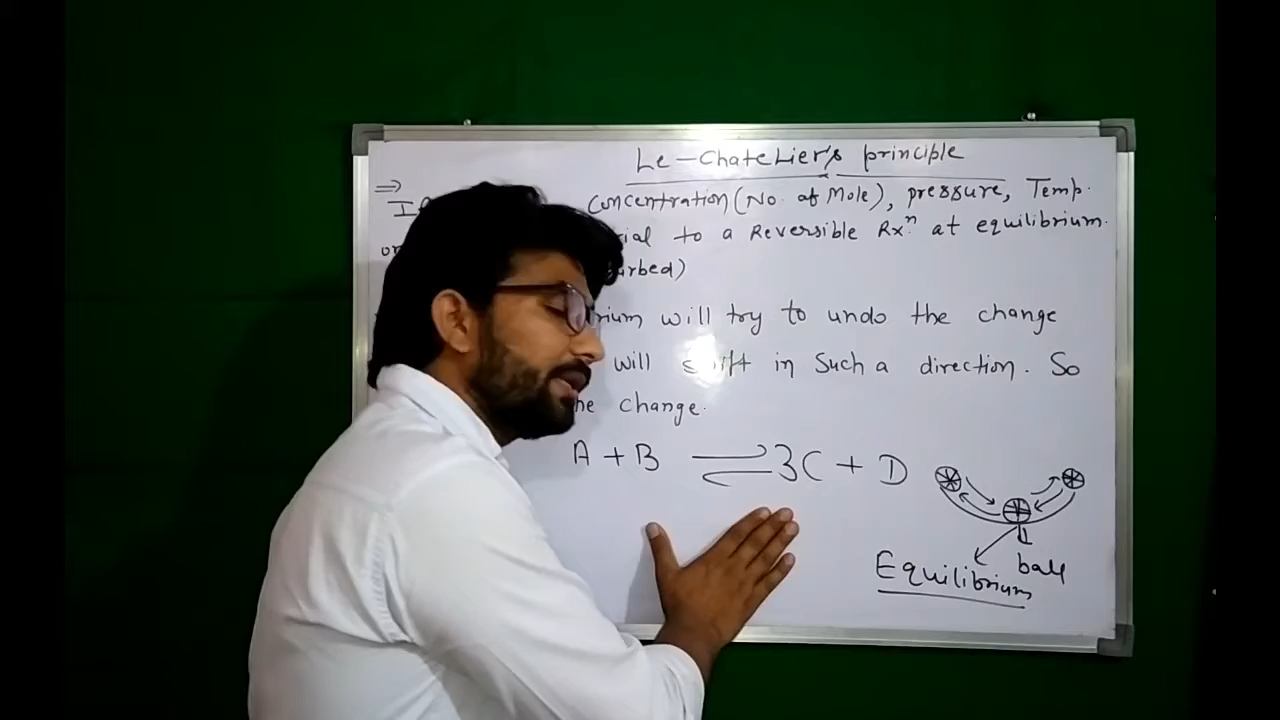 Le-Chatelier's principle
⇒ Concentration (No. of Mole), pressure, Temp.
to a Reversible Rxⁿ at equilibrium.
will try to undo the change
will shift in such a direction. So
change.
A + B ⇌ 3C + D
ball
Equilibrium